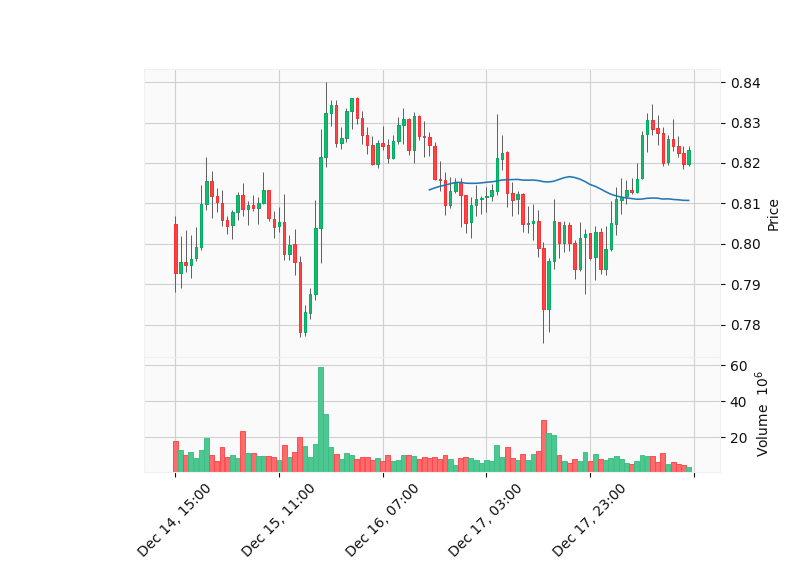 0.84
0.83
0.82
0.81
0.80
0.79
0.78
Price
60
40
20
Volume 10^6
Dec 14, 15:00
Dec 15, 11:00
Dec 16, 07:00
Dec 17, 03:00
Dec 17, 23:00